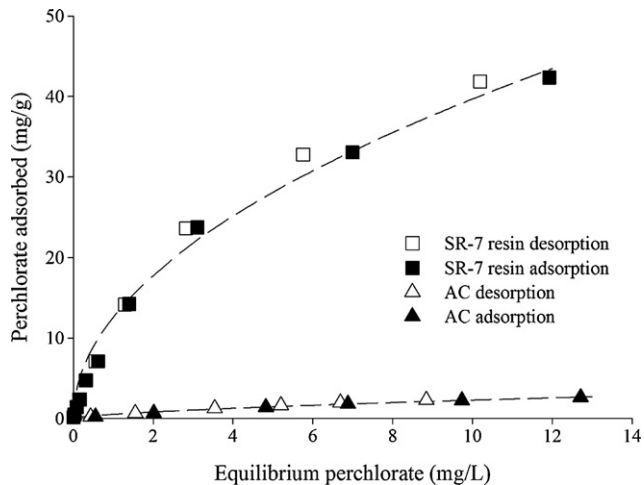 50
40
30
20
10
0
Perchlorate adsorbed (mg/g)
SR-7 resin desorption
SR-7 resin adsorption
AC desorption
AC adsorption
0 2 4 6 8 10 12 14
Equilibrium perchlorate (mg/L)